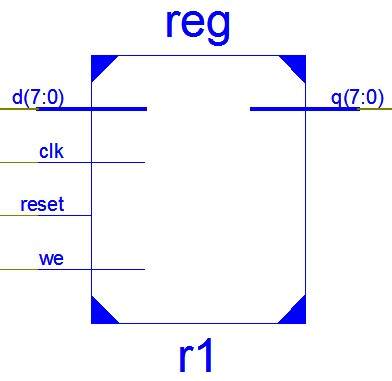 reg
d(7:0)
q(7:0)
clk
reset
we
r1